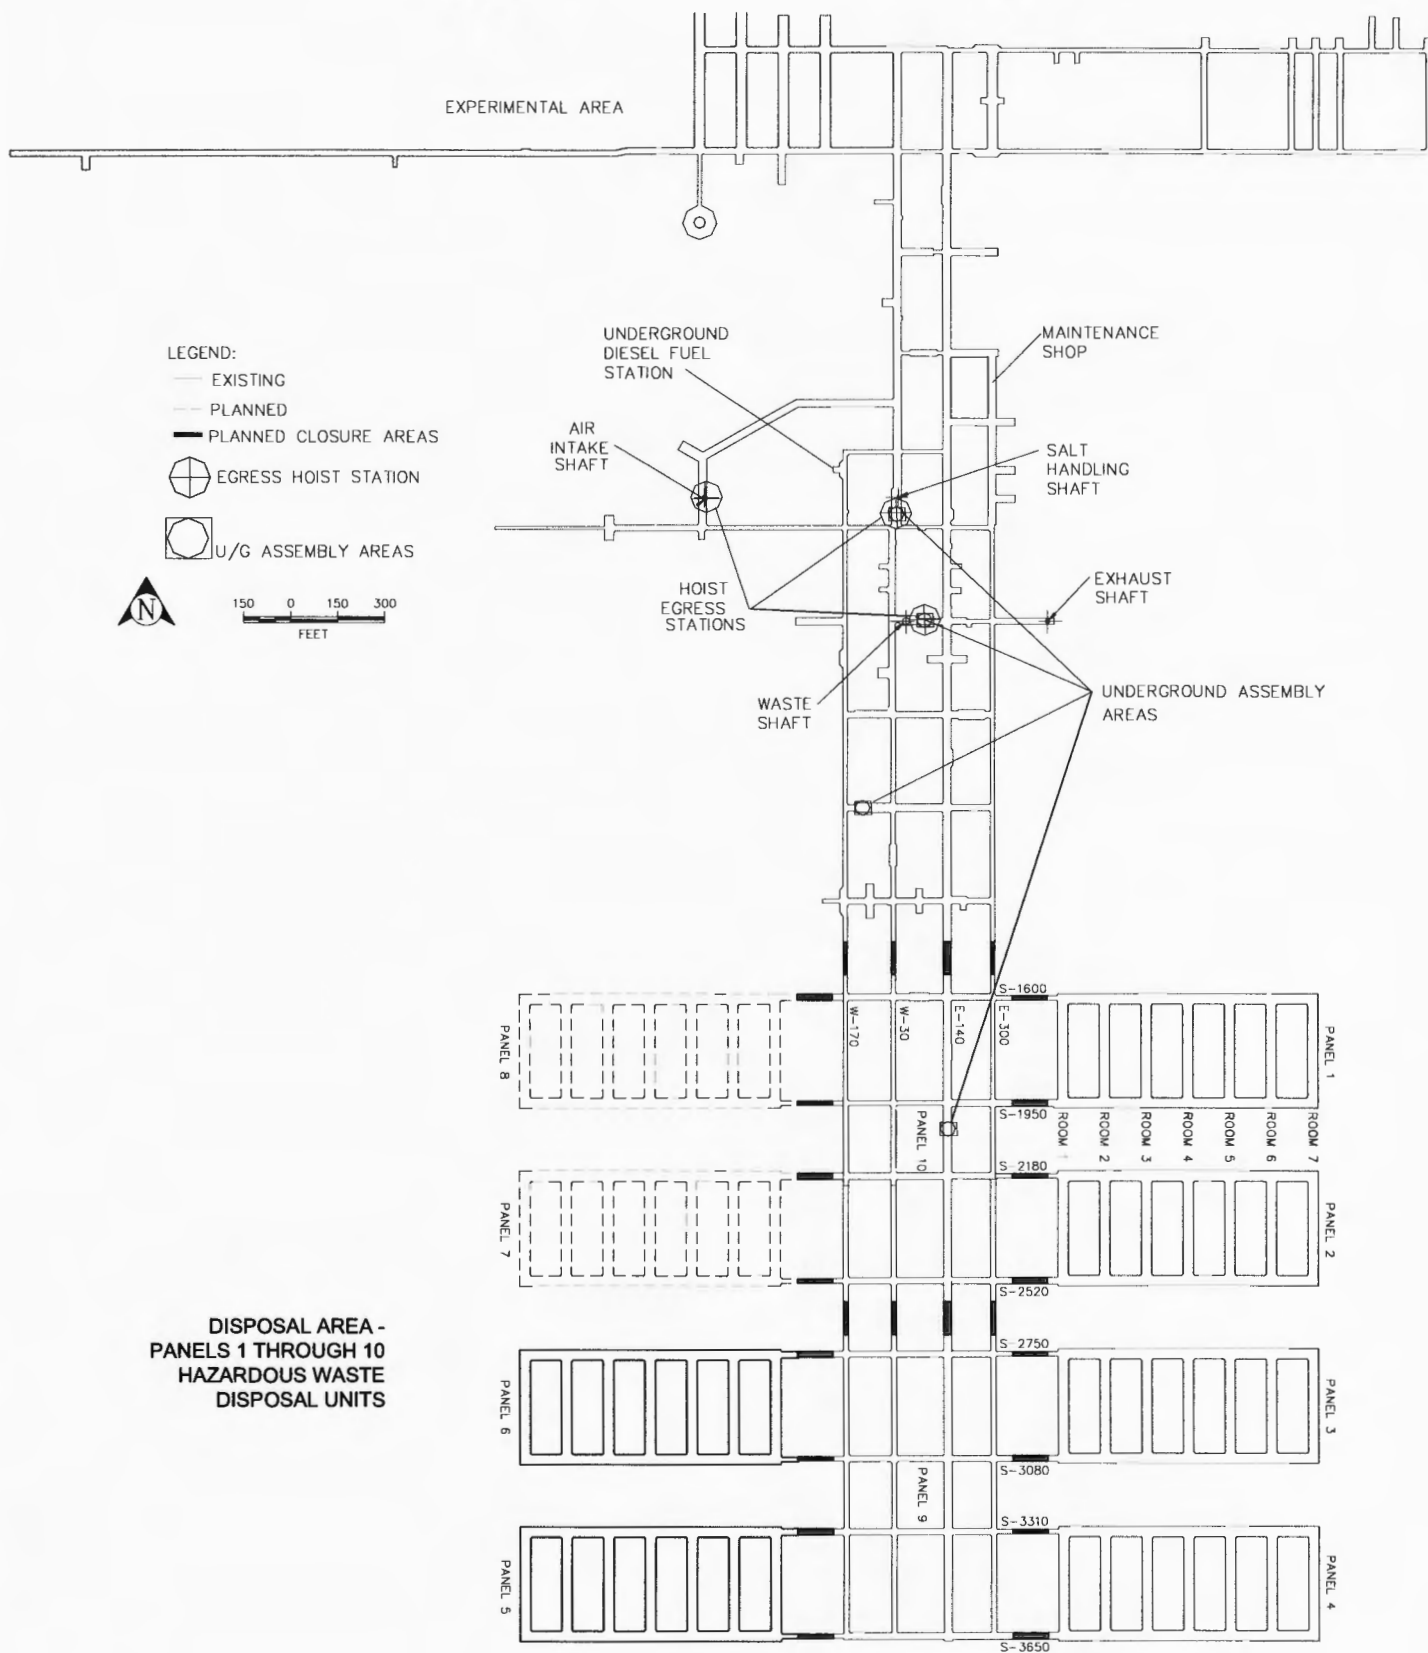 EXPERIMENTAL AREA
UNDERGROUND
DIESEL FUEL
STATION
MAINTENANCE
SHOP
LEGEND:
EXISTING
PLANNED
PLANNED CLOSURE AREAS
EGRESS HOIST STATION
U/G ASSEMBLY AREAS
AIR
INTAKE
SHAFT
SALT
HANDLING
SHAFT
N
150 0 150 300
FEET
HOIST
EGRESS
STATIONS
EXHAUST
SHAFT
WASTE
SHAFT
UNDERGROUND ASSEMBLY
AREAS
S-1600
W-170
W-30
E-140
E-300
PANEL 8
PANEL 1
S-1950
PANEL 10
ROOM 1
ROOM 2
ROOM 3
ROOM 4
ROOM 5
ROOM 6
ROOM 7
S-2180
PANEL 7
PANEL 2
S-2520
DISPOSAL AREA -
PANELS 1 THROUGH 10
HAZARDOUS WASTE
DISPOSAL UNITS
S-2750
PANEL 6
PANEL 3
S-3080
PANEL 9
S-3310
PANEL 5
PANEL 4
S-3650